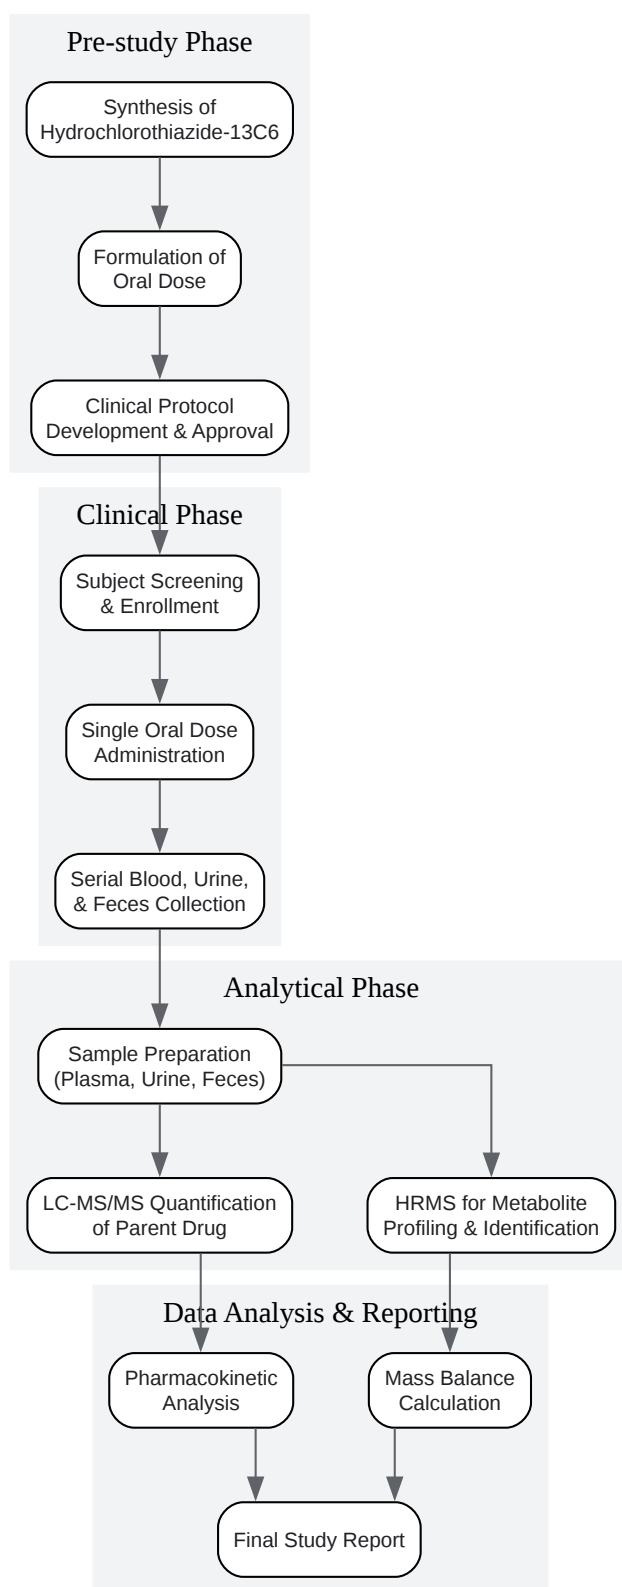 Pre-study Phase
Synthesis of
Hydrochlorothiazide-13C6
Formulation of
Oral Dose
Clinical Protocol
Development & Approval
Clinical Phase
Subject Screening
& Enrollment
Single Oral Dose
Administration
Serial Blood, Urine,
& Feces Collection
Analytical Phase
Sample Preparation
(Plasma, Urine, Feces)
LC-MS/MS Quantification
of Parent Drug
HRMS for Metabolite
Profiling & Identification
Data Analysis & Reporting
Pharmacokinetic
Analysis
Mass Balance
Calculation
Final Study Report